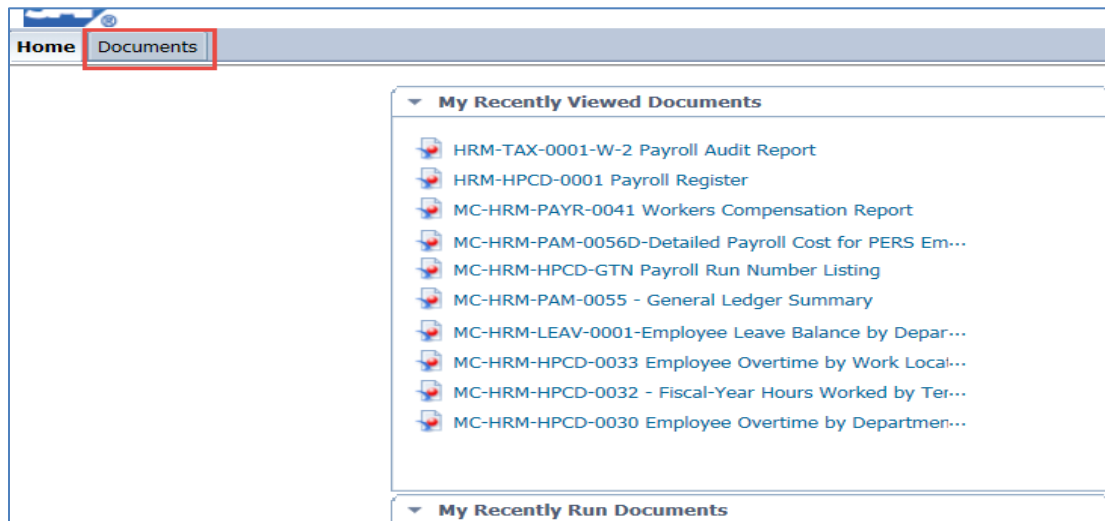 ®
Home Documents
My Recently Viewed Documents
HRM-TAX-0001-W-2 Payroll Audit Report
HRM-HPCD-0001 Payroll Register
MC-HRM-PAYR-0041 Workers Compensation Report
MC-HRM-PAM-0056D-Detailed Payroll Cost for PERS Em···
MC-HRM-HPCD-GTN Payroll Run Number Listing
MC-HRM-PAM-0055 - General Ledger Summary
MC-HRM-LEAV-0001-Employee Leave Balance by Depar···
MC-HRM-HPCD-0033 Employee Overtime by Work Locat···
MC-HRM-HPCD-0032 - Fiscal-Year Hours Worked by Ter···
MC-HRM-HPCD-0030 Employee Overtime by Departmen···
My Recently Run Documents